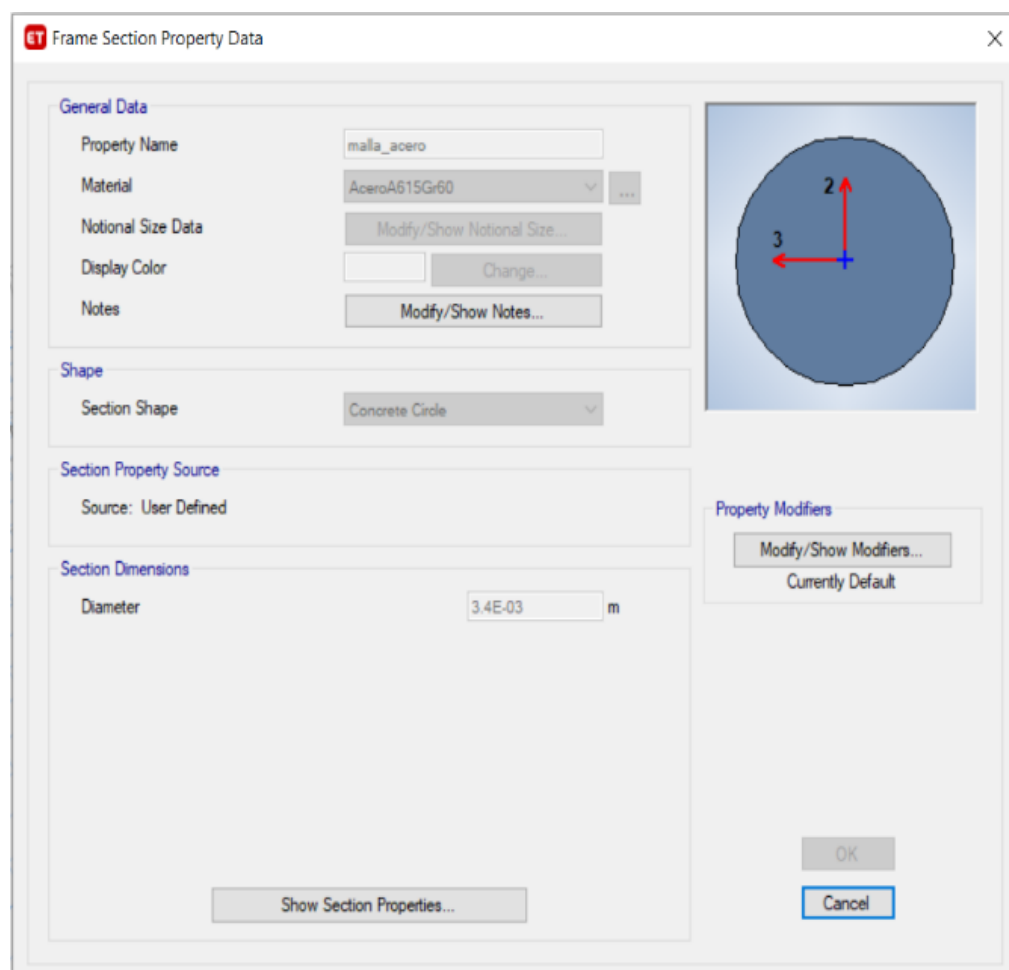 ET Frame Section Property Data
General Data
Property Name malla_acero
Material AceroA615Gr60 ...
Notional Size Data Modify/Show Notional Size...
Display Color Change...
Notes Modify/Show Notes...
2
3
Shape
Section Shape Concrete Circle
Section Property Source
Source: User Defined
Property Modifiers
Modify/Show Modifiers...
Currently Default
Section Dimensions
Diameter 3.4E-03 m
Show Section Properties...
OK
Cancel